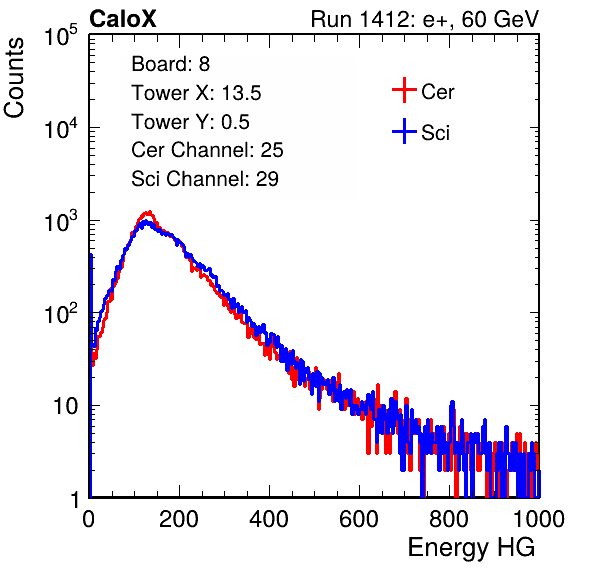 CaloX Run 1412: e+, 60 GeV
Counts
10^5
10^4
10^3
10^2
10
1
Board: 8
Tower X: 13.5
Tower Y: 0.5
Cer Channel: 25
Sci Channel: 29
Cer
Sci
0 200 400 600 800 1000
Energy HG